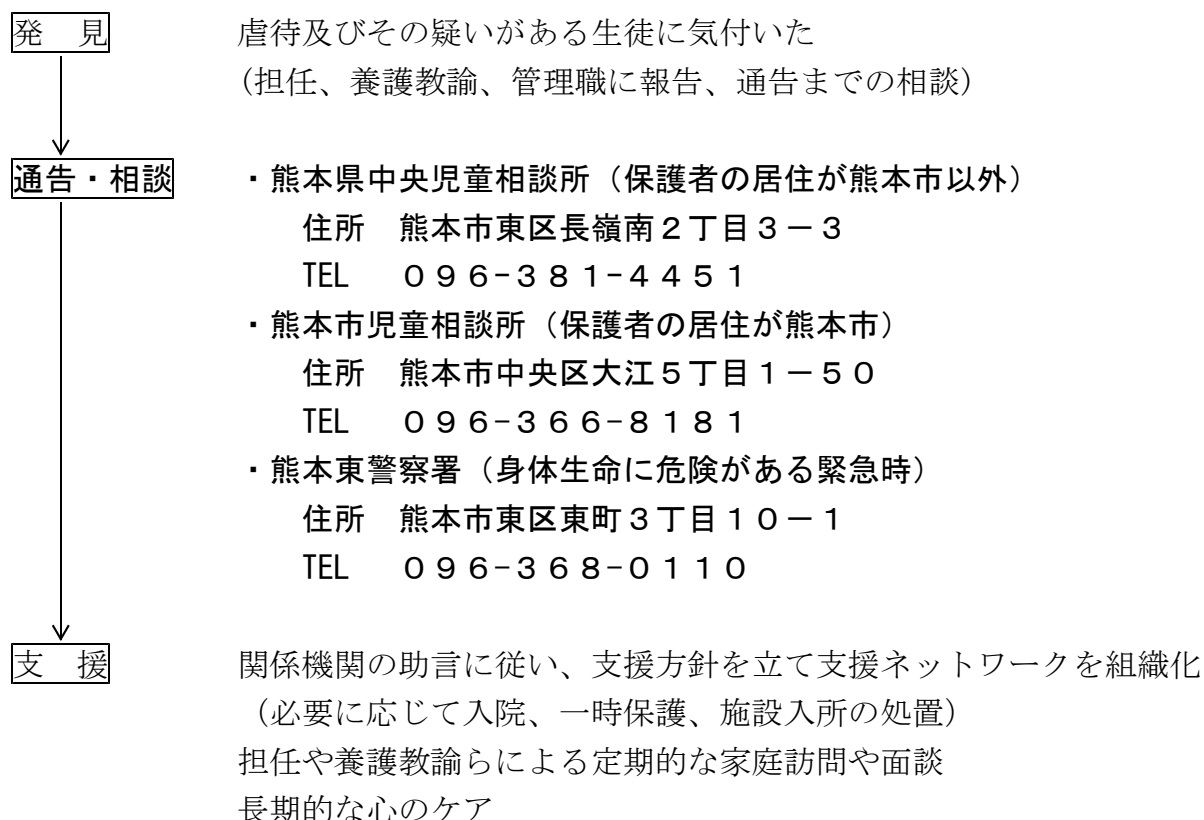 発　見　虐待及びその疑いがある生徒に気付いた
（担任、養護教諭、管理職に報告、通告までの相談）
通告・相談　・熊本県中央児童相談所（保護者の居住が熊本市以外）
住所　熊本市東区長嶺南２丁目３－３
TEL　０９６-３８１-４４５１
・熊本市児童相談所（保護者の居住が熊本市）
住所　熊本市中央区大江５丁目１－５０
TEL　０９６-３６６-８１８１
・熊本東警察署（身体生命に危険がある緊急時）
住所　熊本市東区東町３丁目１０－１
TEL　０９６-３６８-０１１０
支　援　関係機関の助言に従い、支援方針を立て支援ネットワークを組織化
（必要に応じて入院、一時保護、施設入所の処置）
担任や養護教諭らによる定期的な家庭訪問や面談
長期的な心のケア